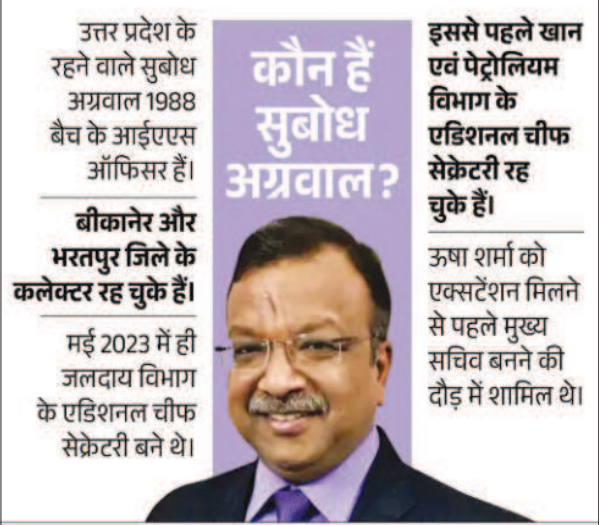 उत्तर प्रदेश के
रहने वाले सुबोध
अग्रवाल 1988
बैच के आईएएस
ऑफिसर हैं।
बीकानेर और
भरतपुर जिले के
कलेक्टर रह चुके हैं।
मई 2023 में ही
जलदाय विभाग
के एडिशनल चीफ
सेक्रेटरी बने थे।
कौन हैं
सुबोध
अग्रवाल?
इससे पहले खान
एवं पेट्रोलियम
विभाग के
एडिशनल चीफ
सेक्रेटरी रह
चुके हैं।
ऊषा शर्मा को
एक्सटेंशन मिलने
से पहले मुख्य
सचिव बनने की
दौड़ में शामिल थे।